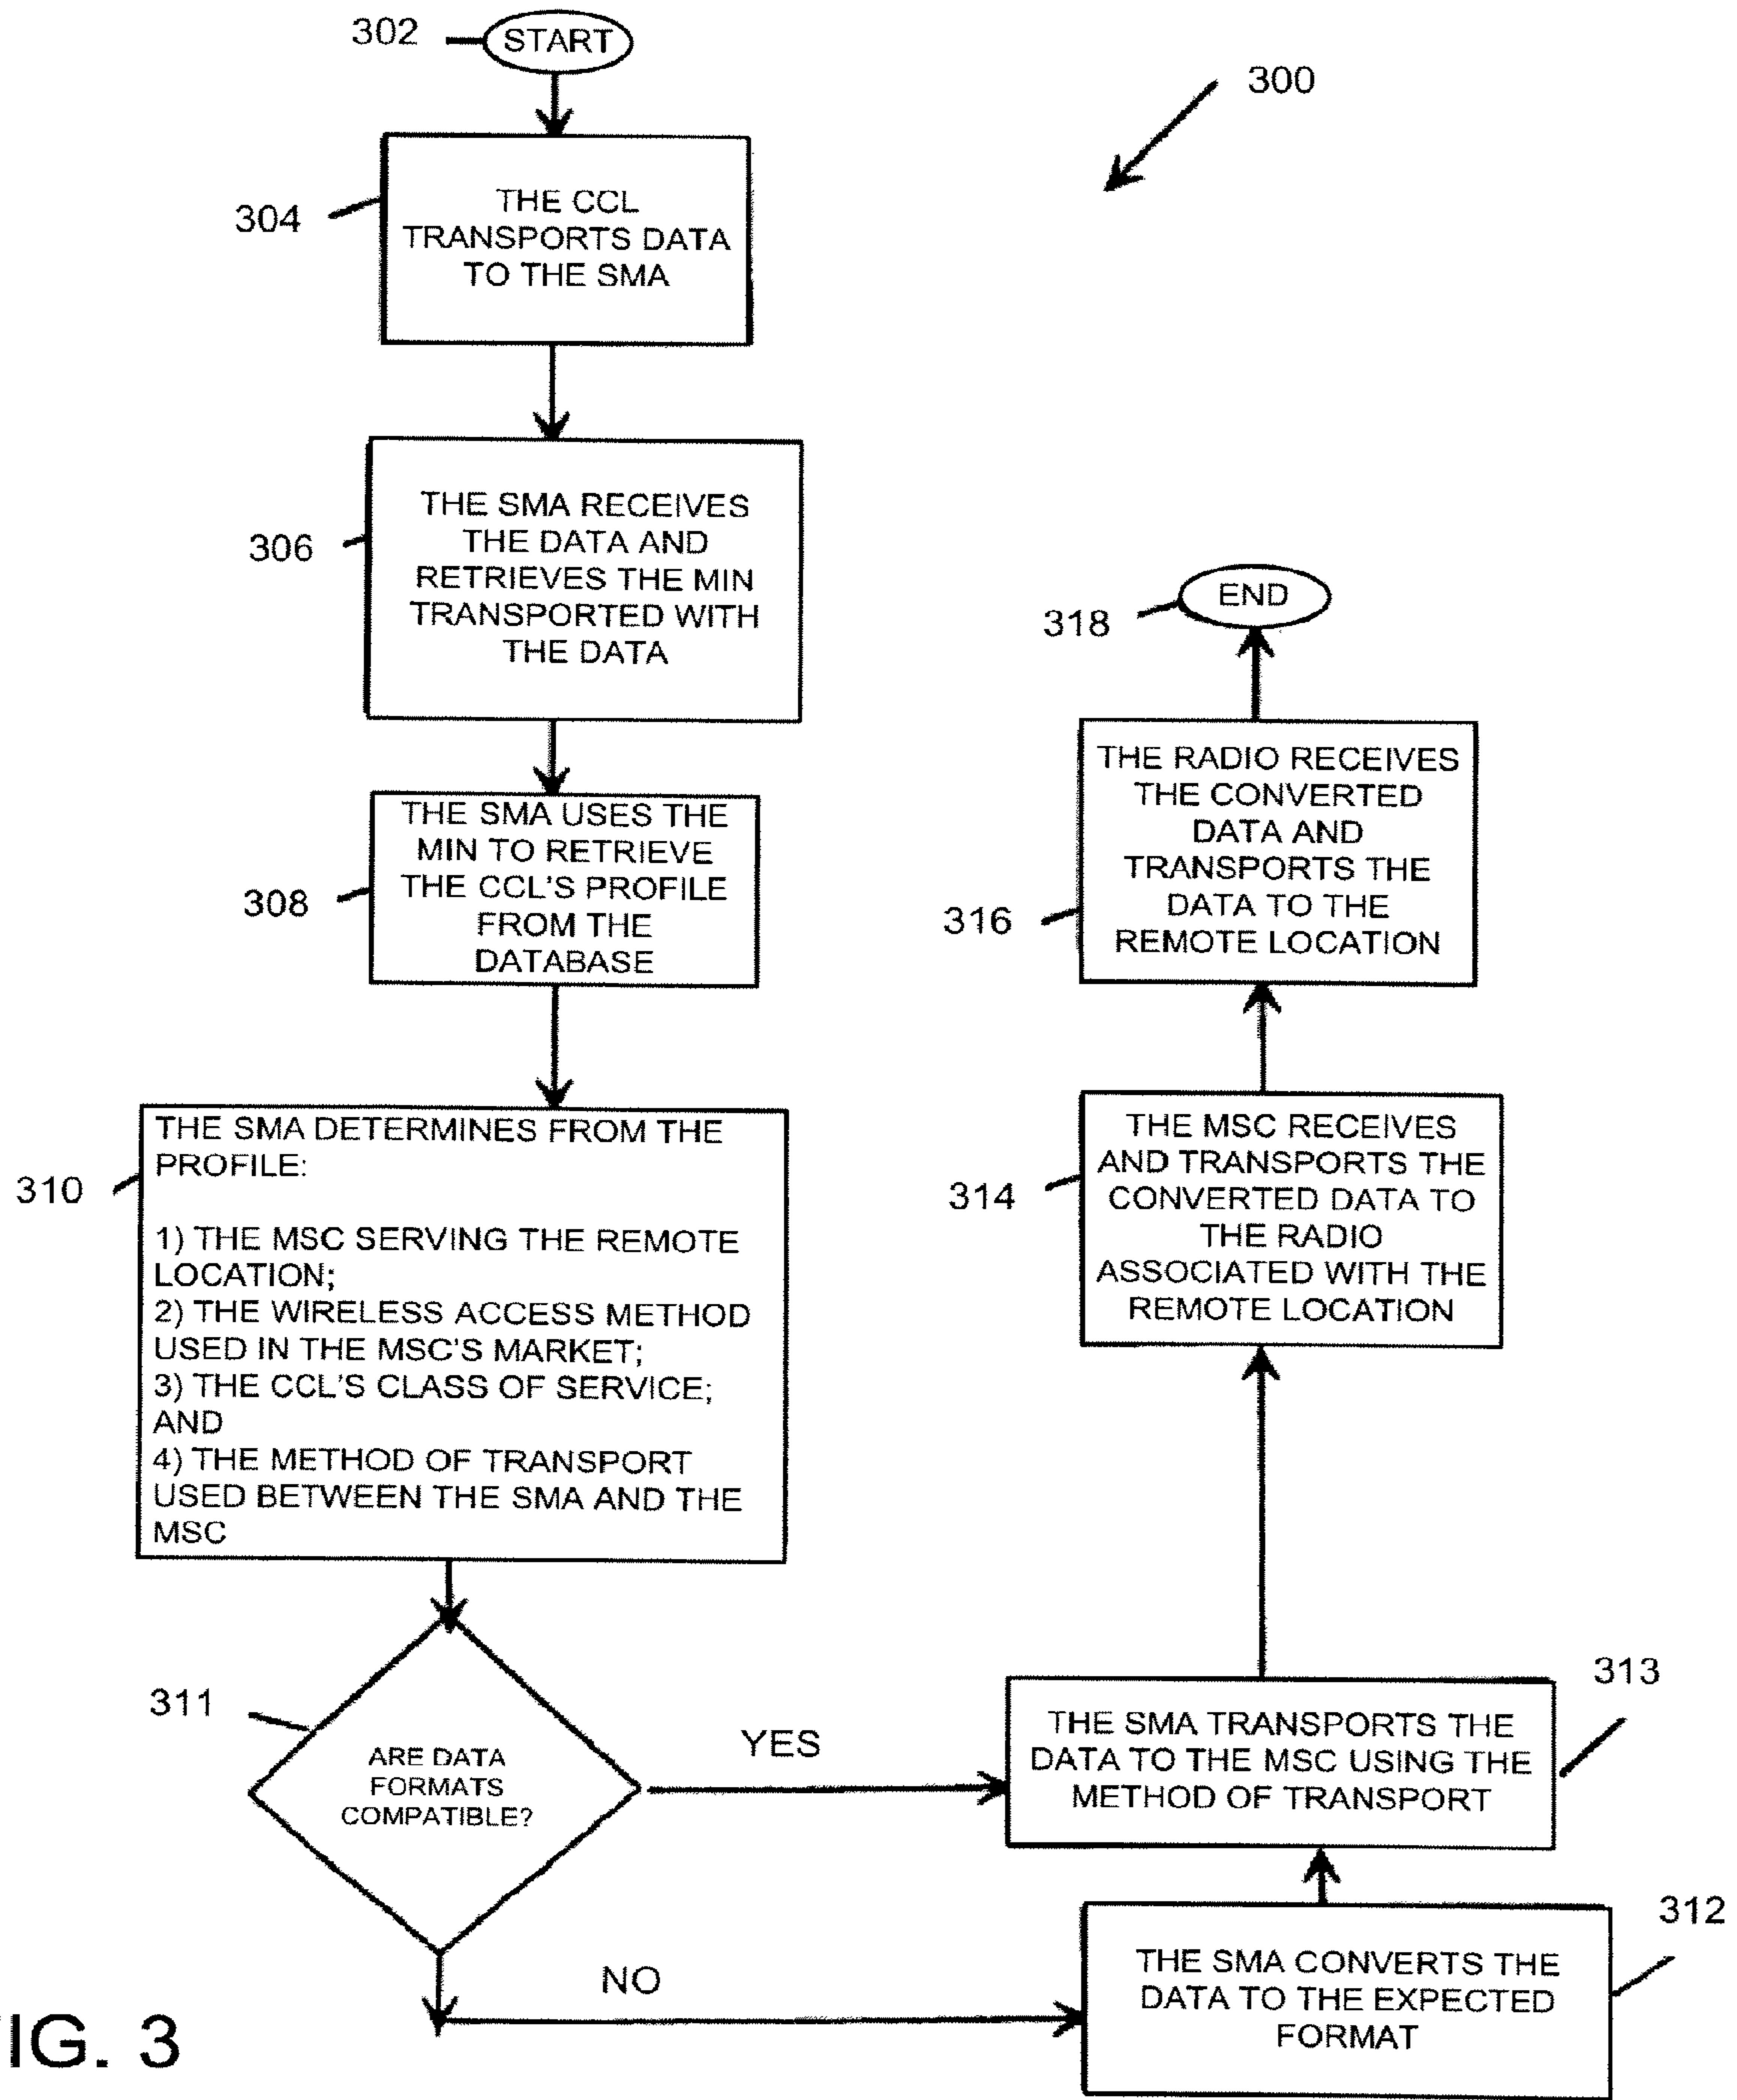 302
START
300
304
THE CCL
TRANSPORTS DATA
TO THE SMA
306
THE SMA RECEIVES
THE DATA AND
RETRIEVES THE MIN
TRANSPORTED WITH
THE DATA
308
THE SMA USES THE
MIN TO RETRIEVE
THE CCL'S PROFILE
FROM THE
DATABASE
310
THE SMA DETERMINES FROM THE
PROFILE:
1) THE MSC SERVING THE REMOTE
LOCATION;
2) THE WIRELESS ACCESS METHOD
USED IN THE MSC'S MARKET;
3) THE CCL'S CLASS OF SERVICE;
AND
4) THE METHOD OF TRANSPORT
USED BETWEEN THE SMA AND THE
MSC
311
ARE DATA
FORMATS
COMPATIBLE?
YES
NO
312
THE SMA CONVERTS THE
DATA TO THE EXPECTED
FORMAT
313
THE SMA TRANSPORTS THE
DATA TO THE MSC USING THE
METHOD OF TRANSPORT
314
THE MSC RECEIVES
AND TRANSPORTS THE
CONVERTED DATA TO
THE RADIO
ASSOCIATED WITH THE
REMOTE LOCATION
316
THE RADIO RECEIVES
THE CONVERTED
DATA AND
TRANSPORTS THE
DATA TO THE
REMOTE LOCATION
318
END
IG. 3